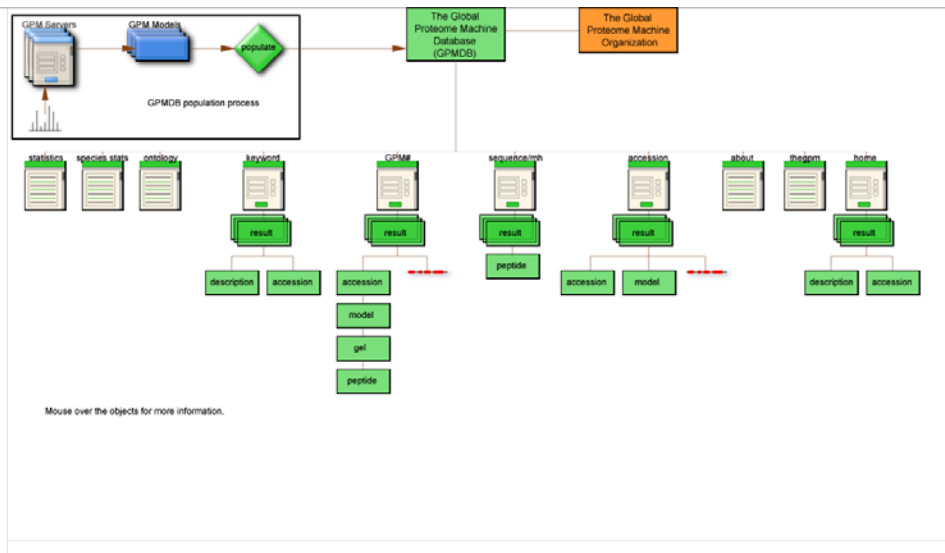 GPM Servers
GPM Models
populate
The Global
Proteome Machine
Database
(GPMDB)
The Global
Proteome Machine
Organization
GPMDB population process
statistics
species stats
ontology
keyword
GPM#
sequence/mh
accession
about
thegpm
home
result
result
result
result
result
description
accession
accession
peptide
accession
model
description
accession
model
gel
peptide
Mouse over the objects for more information.